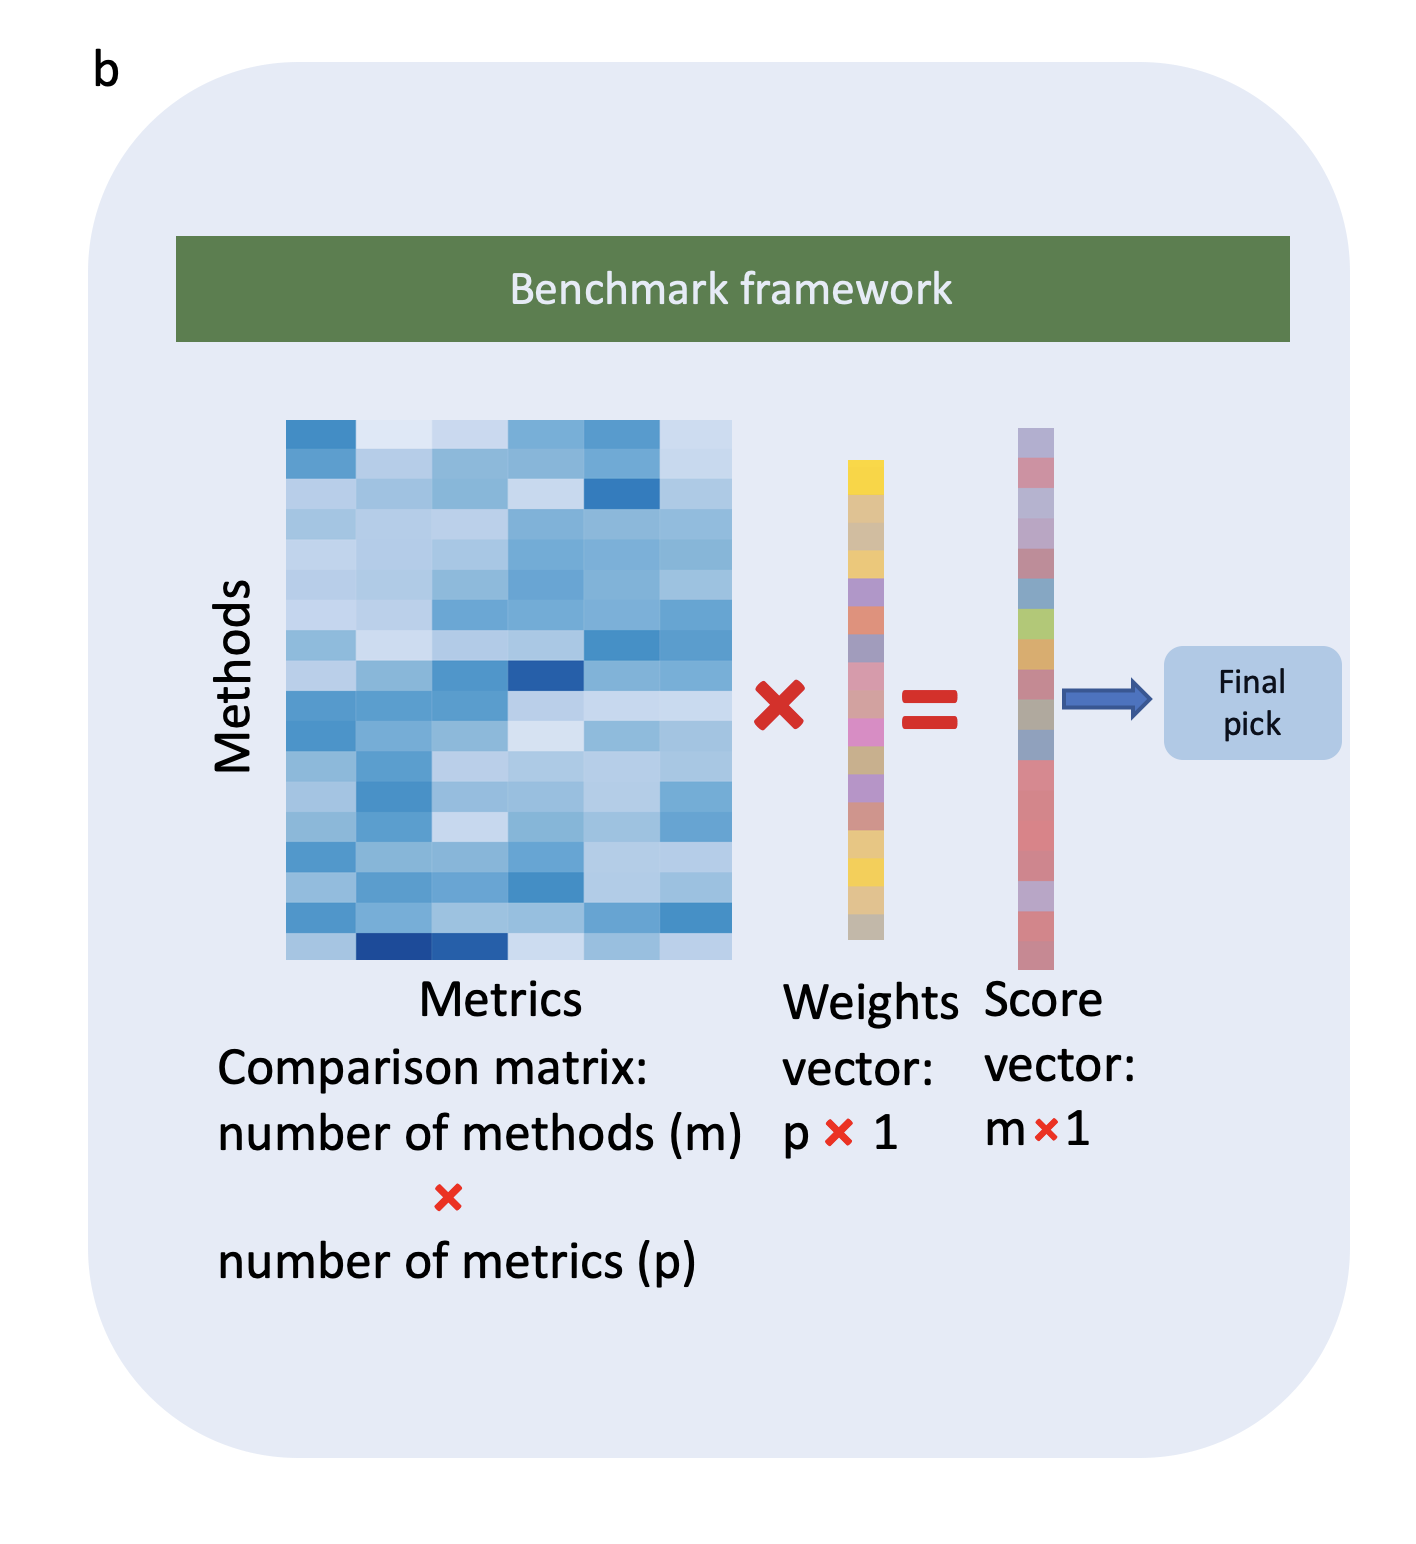 b
Benchmark framework
Methods
Final
pick
Metrics
Comparison matrix:
number of methods (m)
×
number of metrics (p)
Weights
vector:
p × 1
Score
vector:
m × 1